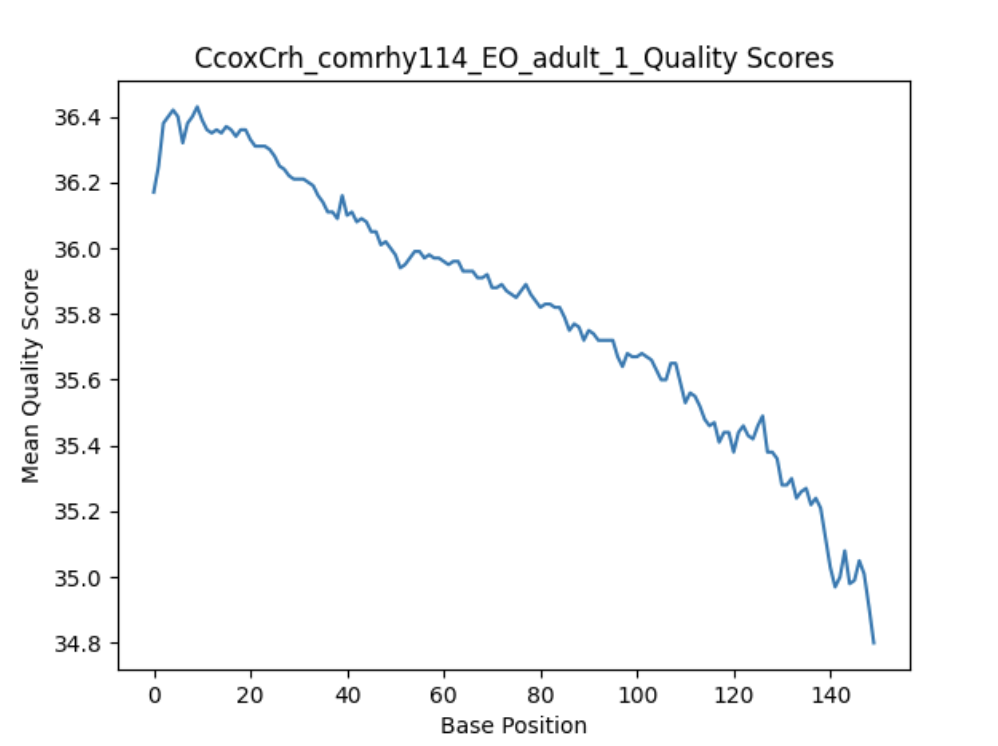 CcoxCrh_comrhy114_EO_adult_1_Quality Scores
36.4
36.2
36.0
35.8
35.6
35.4
35.2
35.0
34.8
Mean Quality Score
0 20 40 60 80 100 120 140
Base Position